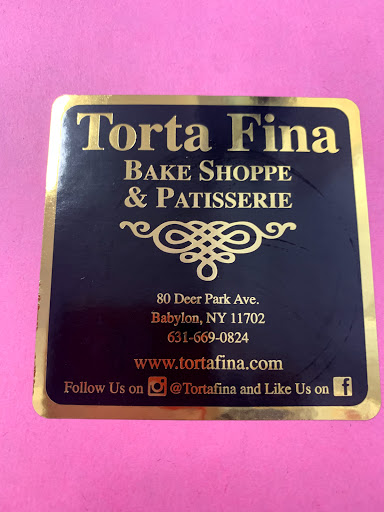 Torta Fina
BAKE SHOPPE
& PATISSERIE
80 Deer Park Ave.
Babylon, NY 11702
631-669-0824
www.tortafina.com
Follow Us on @Tortafina and Like Us on f